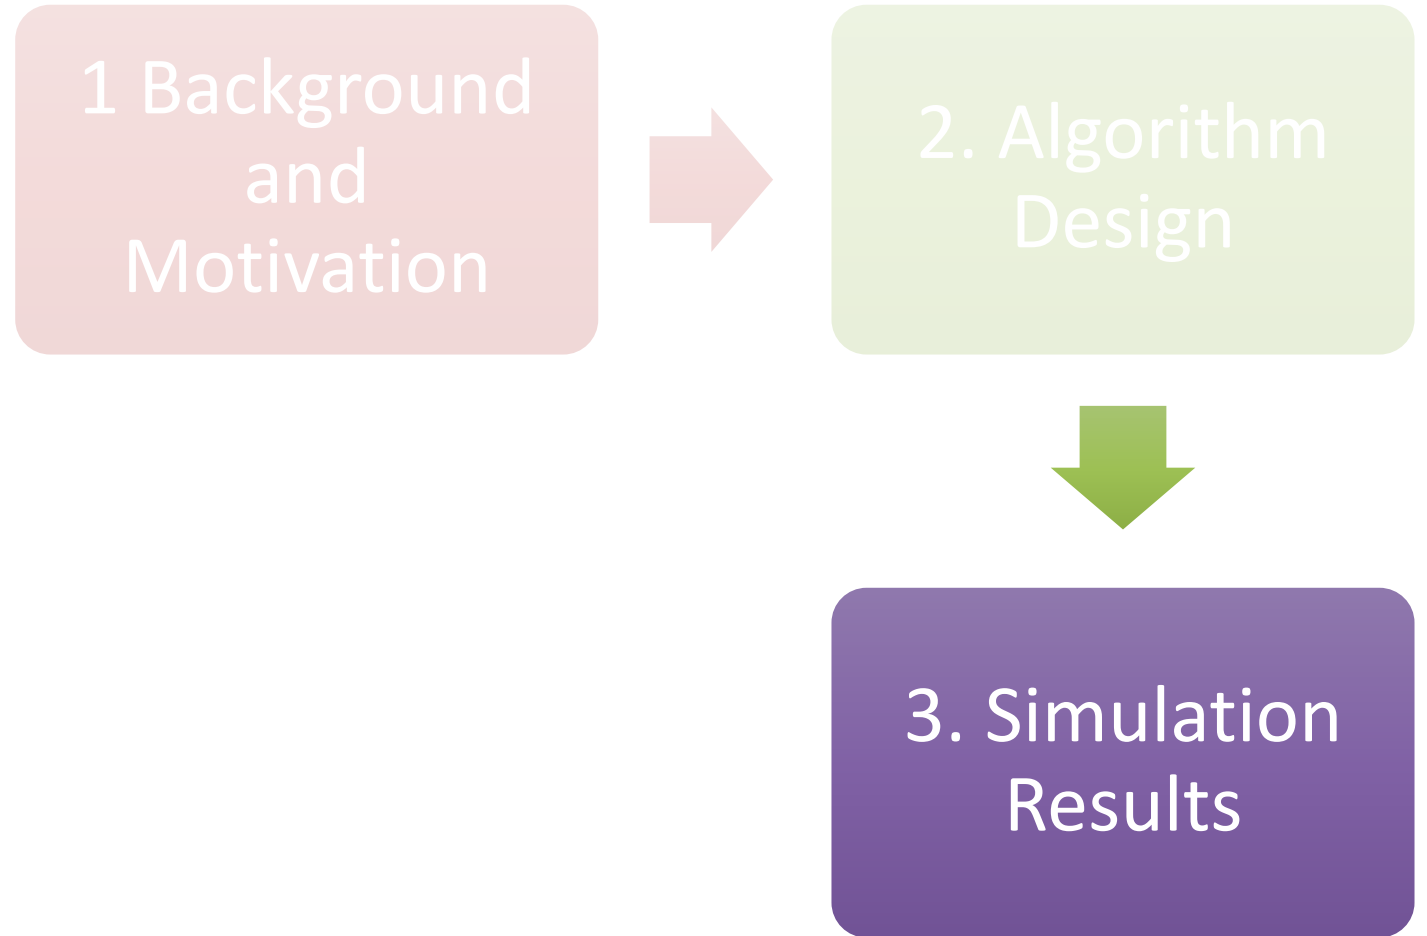 1 Background
and
Motivation
2. Algorithm
Design
3. Simulation
Results